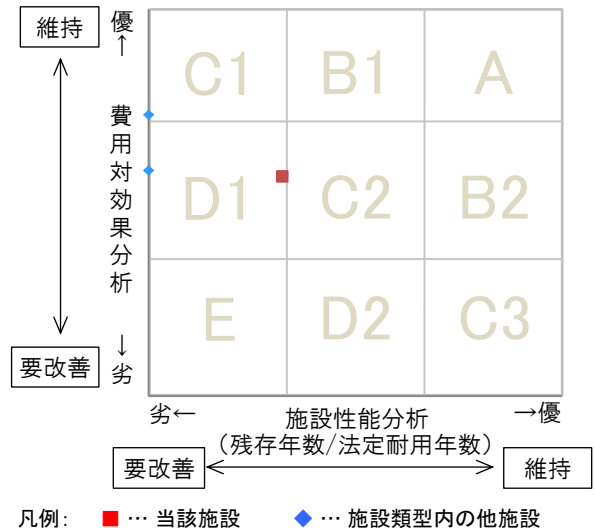 維持
優↑
費用対効果分析
↓劣
要改善
C1 B1 A
D1 C2 B2
E D2 C3
劣← 施設性能分析 →優
（残存年数/法定耐用年数）
要改善 維持
凡例: ■ … 当該施設 ◆ … 施設類型内の他施設